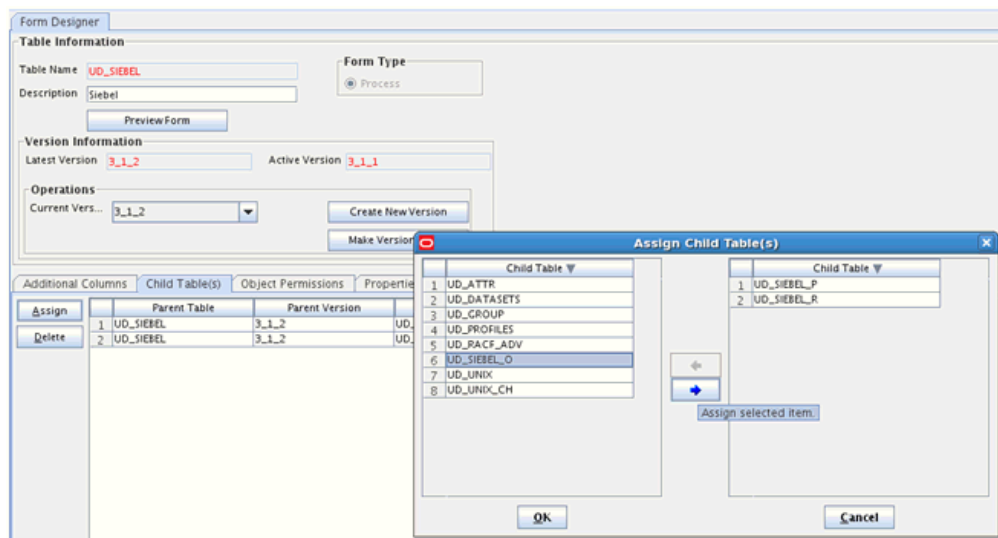 Form Designer
Table Information
Table Name UD_SIEBEL
Form Type
Process
Description Siebel
Preview Form
Version Information
Latest Version 3_1_2 Active Version 3_1_1
Operations
Current Vers... 3_1_2 Create New Version
Make Version
Assign Child Table(s)
Additional Columns Child Table(s) Object Permissions Propertie
Assign
Delete
Parent Table Parent Version
1 UD_SIEBEL 3_1_2 UD_
2 UD_SIEBEL 3_1_2 UD_
Child Table
1 UD_ATTR
2 UD_DATASETS
3 UD_GROUP
4 UD_PROFILES
5 UD_RACF_ADV
6 UD_SIEBEL_O
7 UD_UNIX
8 UD_UNIX_CH
Assign selected item.
Child Table
1 UD_SIEBEL_P
2 UD_SIEBEL_R
OK Cancel